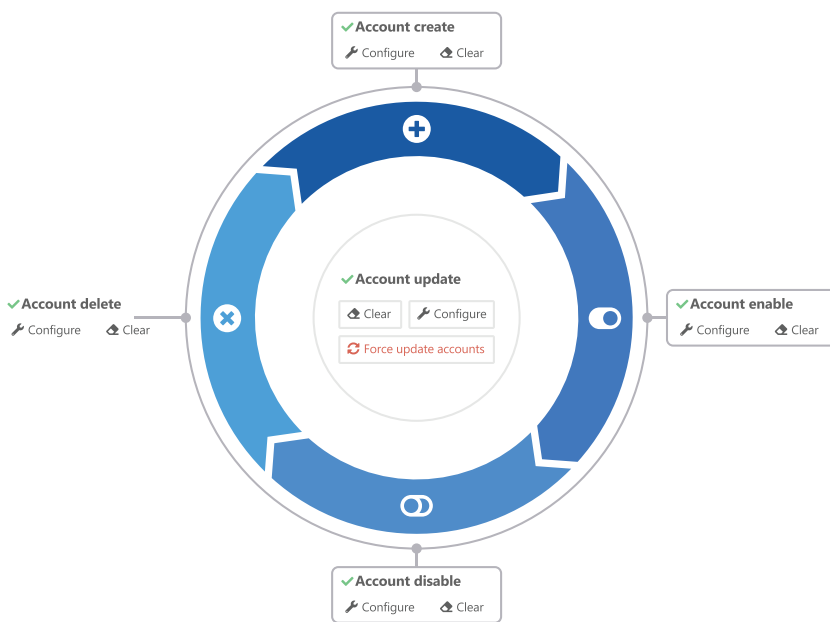 Account create
Configure Clear
Account update
Clear Configure
Force update accounts
Account delete
Configure Clear
Account enable
Configure Clear
Account disable
Configure Clear